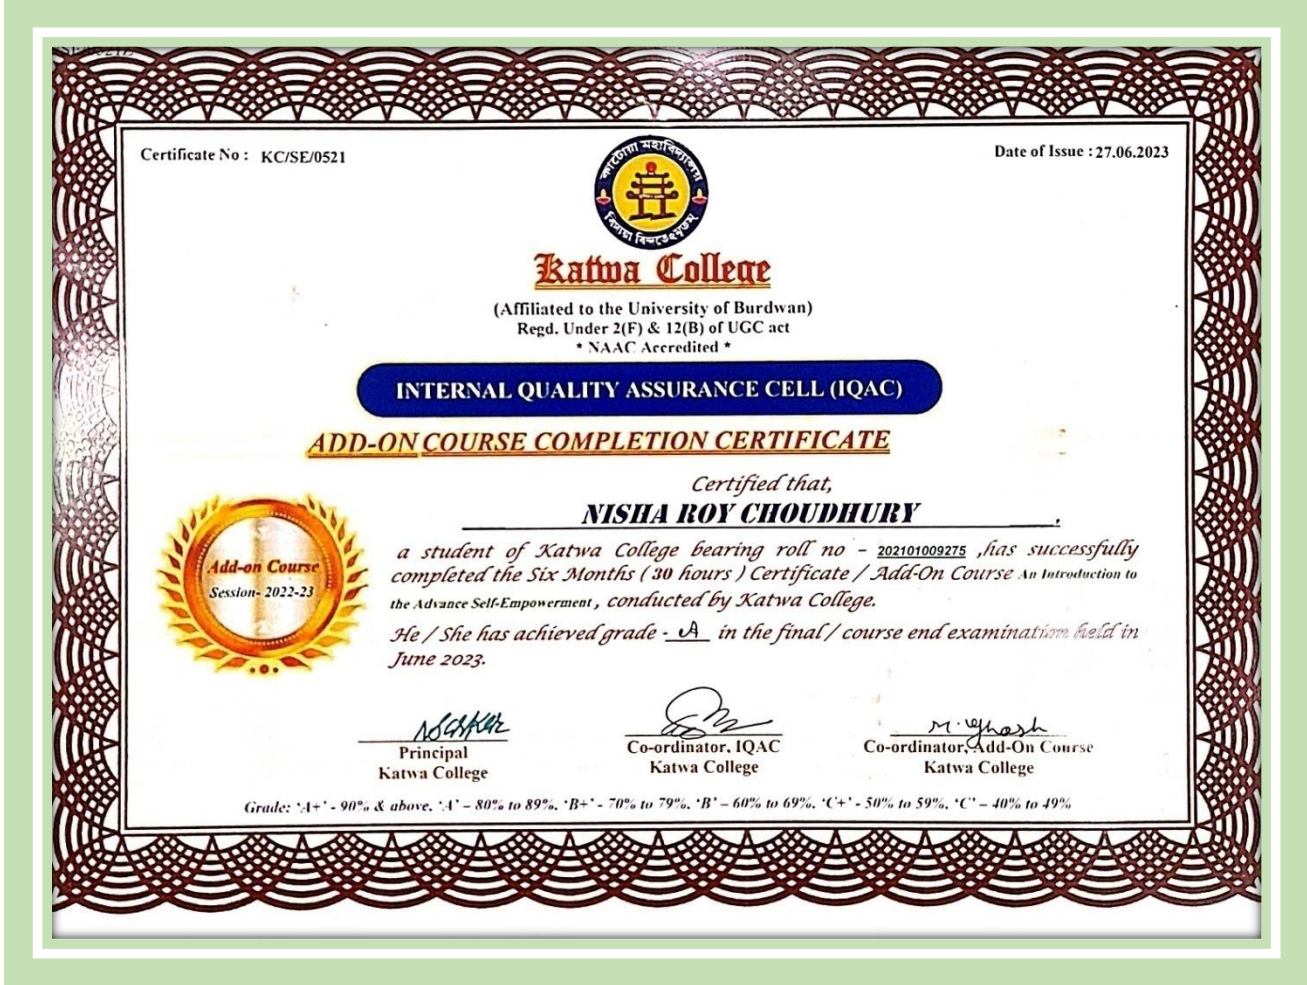 Certificate No : KC/SE/0521
Date of Issue : 27.06.2023
কাটোয়া মহাবিদ্যালয়
Katwa College
(Affiliated to the University of Burdwan)
Regd. Under 2(F) & 12(B) of UGC act
* NAAC Accredited *
INTERNAL QUALITY ASSURANCE CELL (IQAC)
ADD-ON COURSE COMPLETION CERTIFICATE
Certified that,
NISHA ROY CHOUDHURY ,
a student of Katwa College bearing roll no – 202101009275 ,has successfully
completed the Six Months ( 30 hours ) Certificate / Add-On Course An Introduction to
the Advance Self-Empowerment , conducted by Katwa College.
He / She has achieved grade - A in the final / course end examination held in
June 2023.
Add-on Course
Session- 2022-23
M. Ghosh
Principal
Katwa College
Co-ordinator, IQAC
Katwa College
Co-ordinator, Add-On Course
Katwa College
Grade: 'A+' - 90% & above, 'A' – 80% to 89%, 'B+' - 70% to 79%, 'B' – 60% to 69%, 'C+' - 50% to 59%, 'C' – 40% to 49%